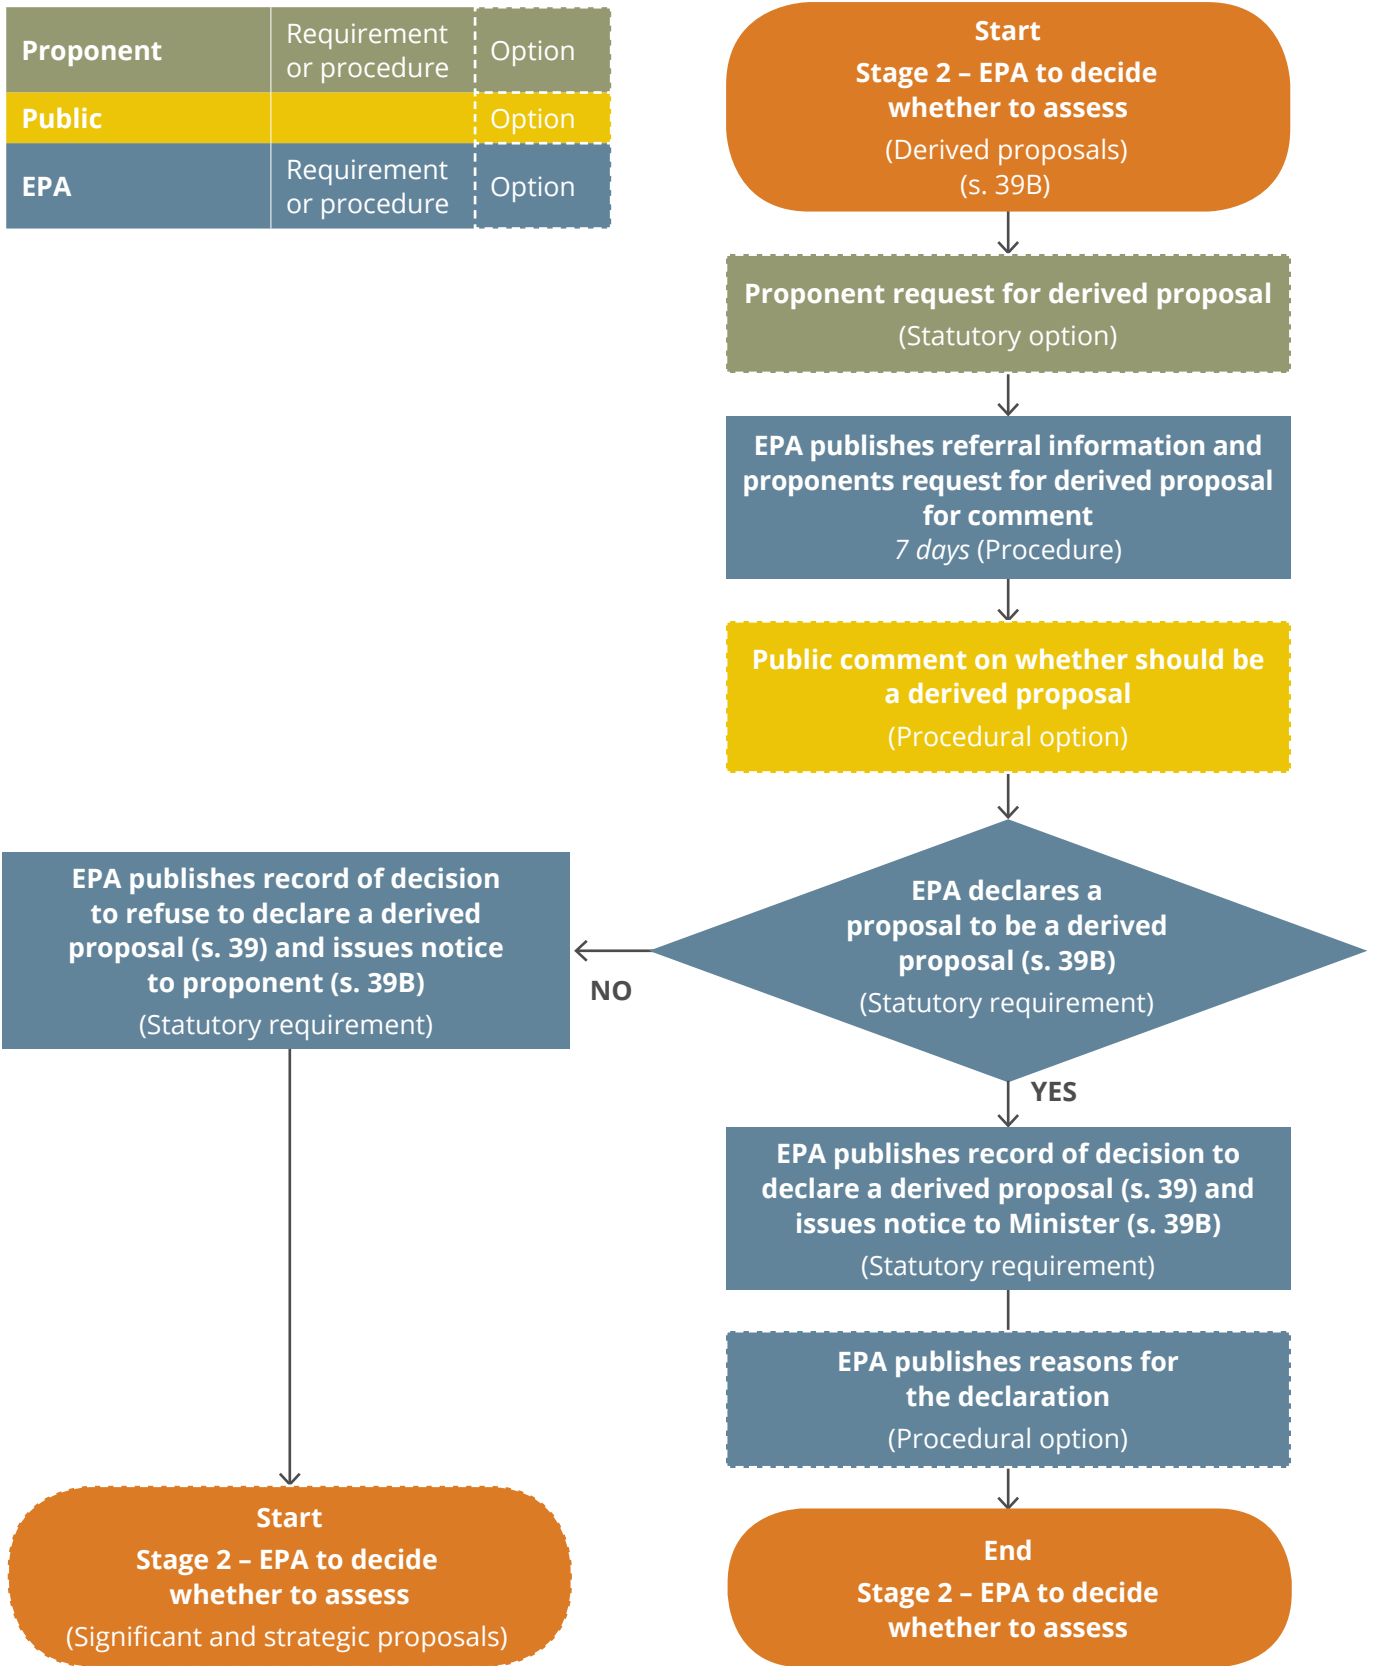 Proponent
Requirement
or procedure
Option
Public
Option
EPA
Requirement
or procedure
Option
Start
Stage 2 – EPA to decide
whether to assess
(Derived proposals)
(s. 39B)
Proponent request for derived proposal
(Statutory option)
EPA publishes referral information and
proponents request for derived proposal
for comment
7 days (Procedure)
Public comment on whether should be
a derived proposal
(Procedural option)
EPA declares a
proposal to be a derived
proposal (s. 39B)
(Statutory requirement)
NO
EPA publishes record of decision
to refuse to declare a derived
proposal (s. 39) and issues notice
to proponent (s. 39B)
(Statutory requirement)
YES
EPA publishes record of decision to
declare a derived proposal (s. 39) and
issues notice to Minister (s. 39B)
(Statutory requirement)
EPA publishes reasons for
the declaration
(Procedural option)
Start
Stage 2 – EPA to decide
whether to assess
(Significant and strategic proposals)
End
Stage 2 – EPA to decide
whether to assess